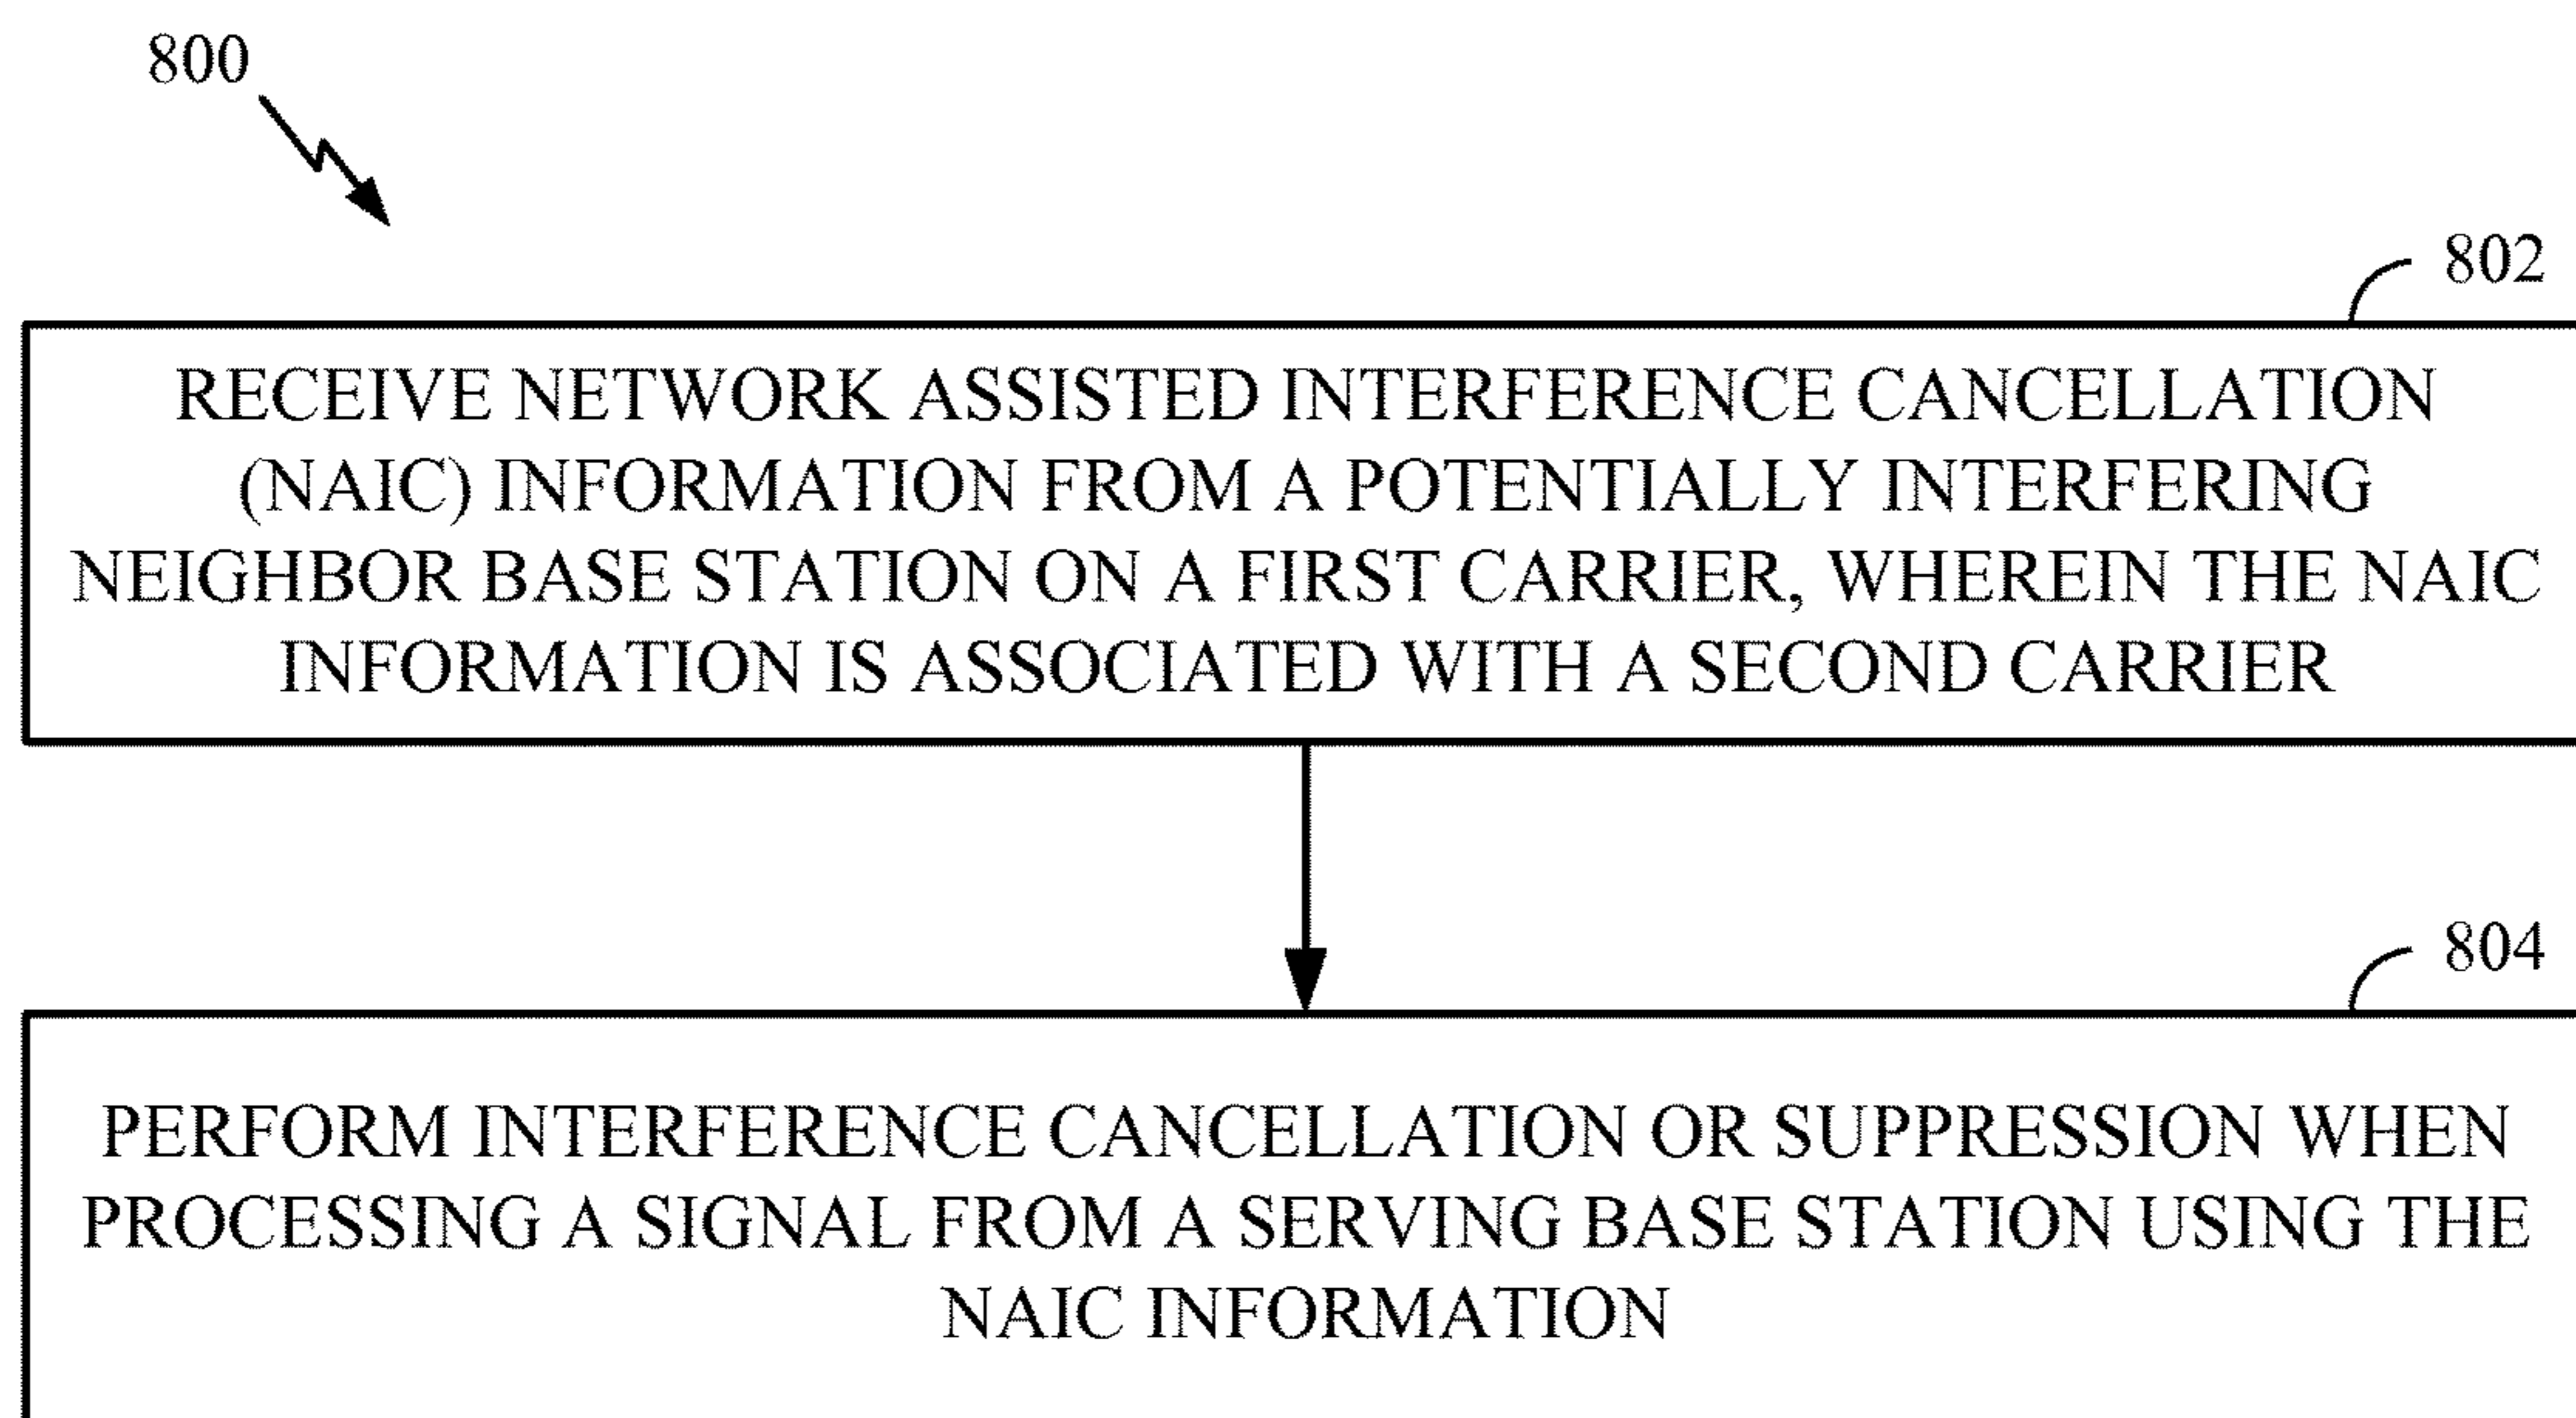 800
802
RECEIVE NETWORK ASSISTED INTERFERENCE CANCELLATION
(NAIC) INFORMATION FROM A POTENTIALLY INTERFERING
NEIGHBOR BASE STATION ON A FIRST CARRIER, WHEREIN THE NAIC
INFORMATION IS ASSOCIATED WITH A SECOND CARRIER
804
PERFORM INTERFERENCE CANCELLATION OR SUPPRESSION WHEN
PROCESSING A SIGNAL FROM A SERVING BASE STATION USING THE
NAIC INFORMATION